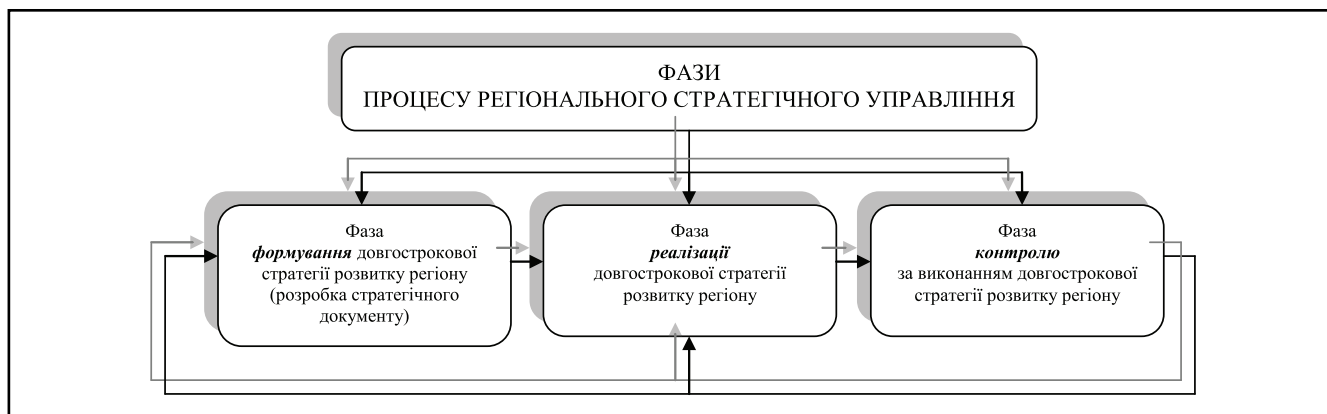 ФАЗИ
ПРОЦЕСУ РЕГІОНАЛЬНОГО СТРАТЕГІЧНОГО УПРАВЛІННЯ
Фаза
формування довгострокової
стратегії розвитку регіону
(розробка стратегічного
документу)
Фаза
реалізації
довгострокової стратегії
розвитку регіону
Фаза
контролю
за виконанням довгострокової
стратегії розвитку регіону